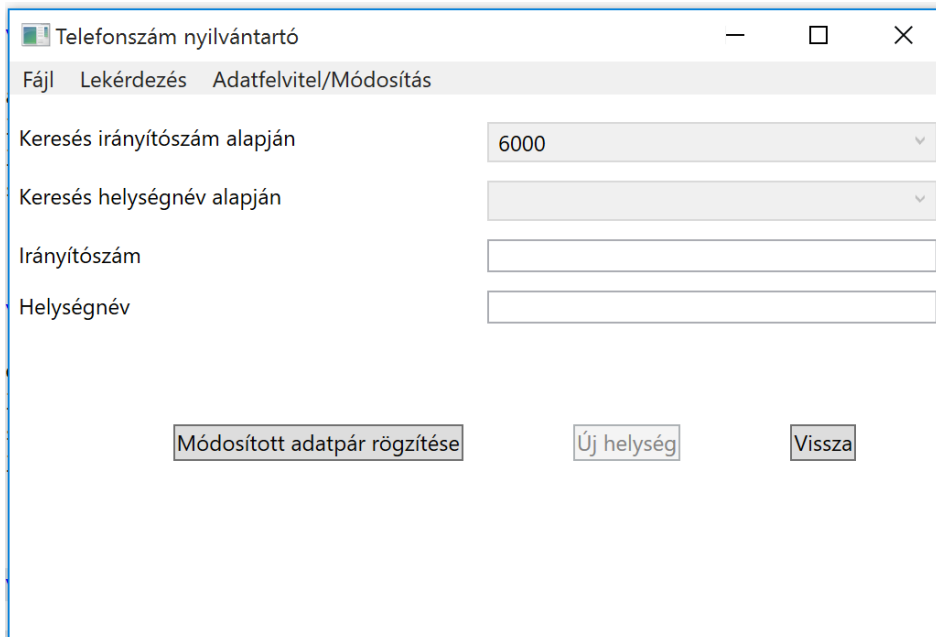 Telefonszám nyilvántartó
Fájl Lekérdezés Adatfelvitel/Módosítás
Keresés irányítószám alapján 6000
Keresés helységnév alapján
Irányítószám
Helységnév
Módosított adatpár rögzítése Új helység Vissza